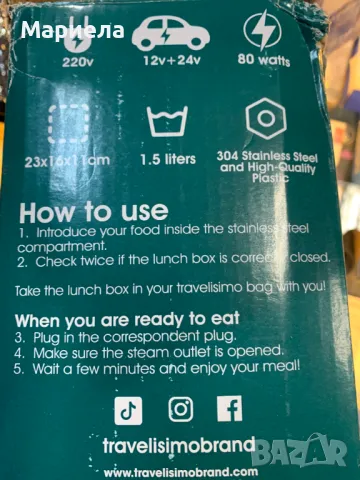 Мариела
220v
12v+24v
80 watts
23x16x11cm
1.5 liters
304 Stainless Steel
and High-Quality
Plastic
How to use
1. Introduce your food inside the stainless steel
compartment.
2. Check twice if the lunch box is correctly closed.
Take the lunch box in your travelisimo bag with you!
When you are ready to eat
3. Plug in the correspondent plug.
4. Make sure the steam outlet is opened.
5. Wait a few minutes and enjoy your meal!
travelisimobrand
www.travelisimobrand.com
BAZAR